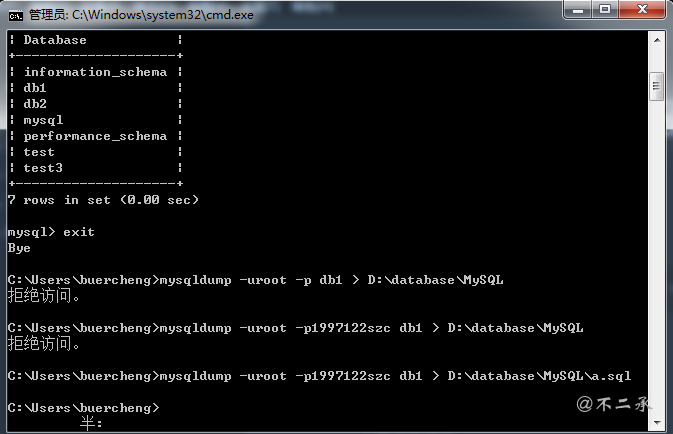 管理员: C:\Windows\system32\cmd.exe
| Database           |
+--------------------+
| information_schema |
| db1                |
| db2                |
| mysql              |
| performance_schema |
| test               |
| test3              |
+--------------------+
7 rows in set (0.00 sec)
mysql> exit
Bye
C:\Users\buercheng>mysqldump -uroot -p db1 > D:\database\MySQL
拒绝访问。
C:\Users\buercheng>mysqldump -uroot -p1997122szc db1 > D:\database\MySQL
拒绝访问。
C:\Users\buercheng>mysqldump -uroot -p1997122szc db1 > D:\database\MySQL\a.sql
C:\Users\buercheng>
@不二承
半: